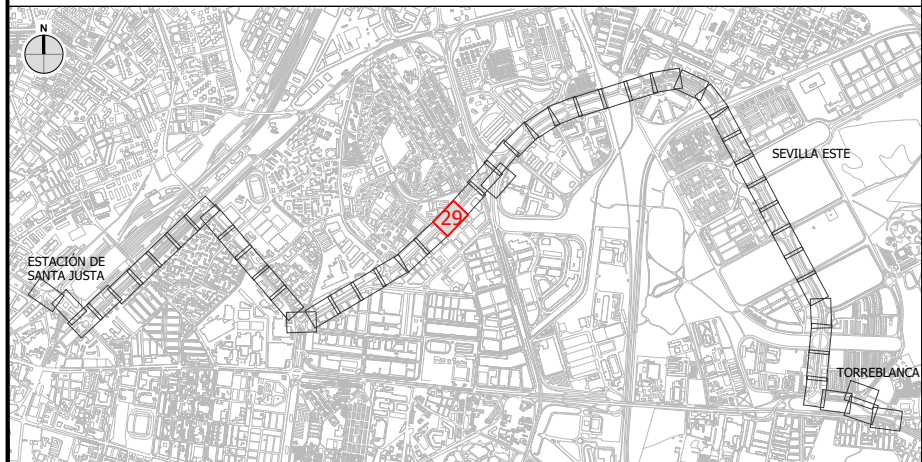 N
SEVILLA ESTE
29
ESTACIÓN DE
SANTA JUSTA
TORREBLANCA